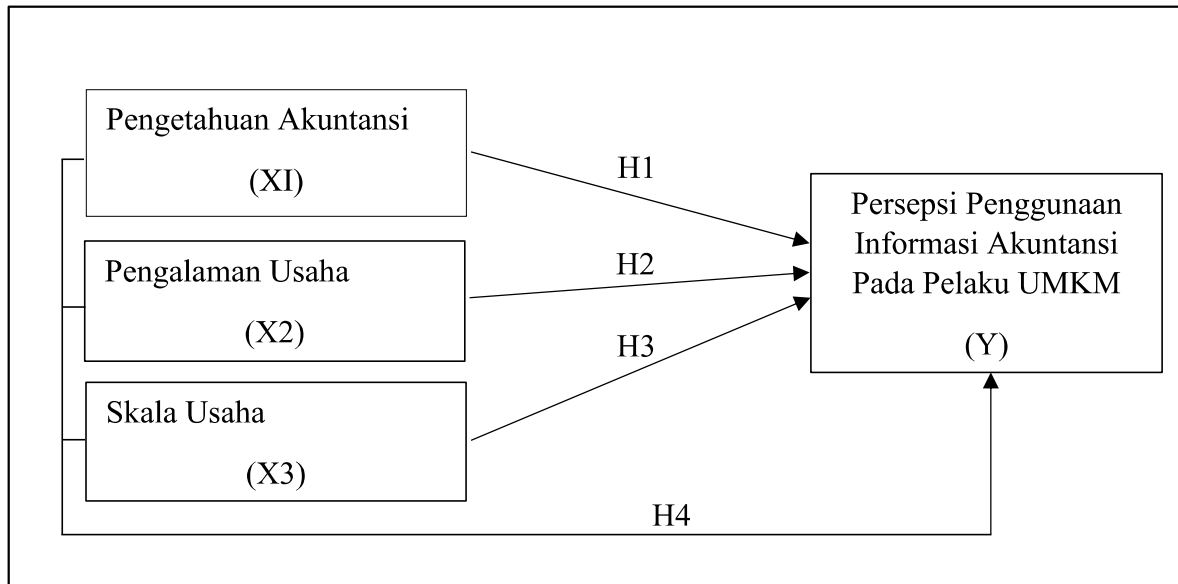 Pengetahuan Akuntansi
(XI)
H1
Pengalaman Usaha
(X2)
H2
Skala Usaha
(X3)
H3
Persepsi Penggunaan
Informasi Akuntansi
Pada Pelaku UMKM
(Y)
H4